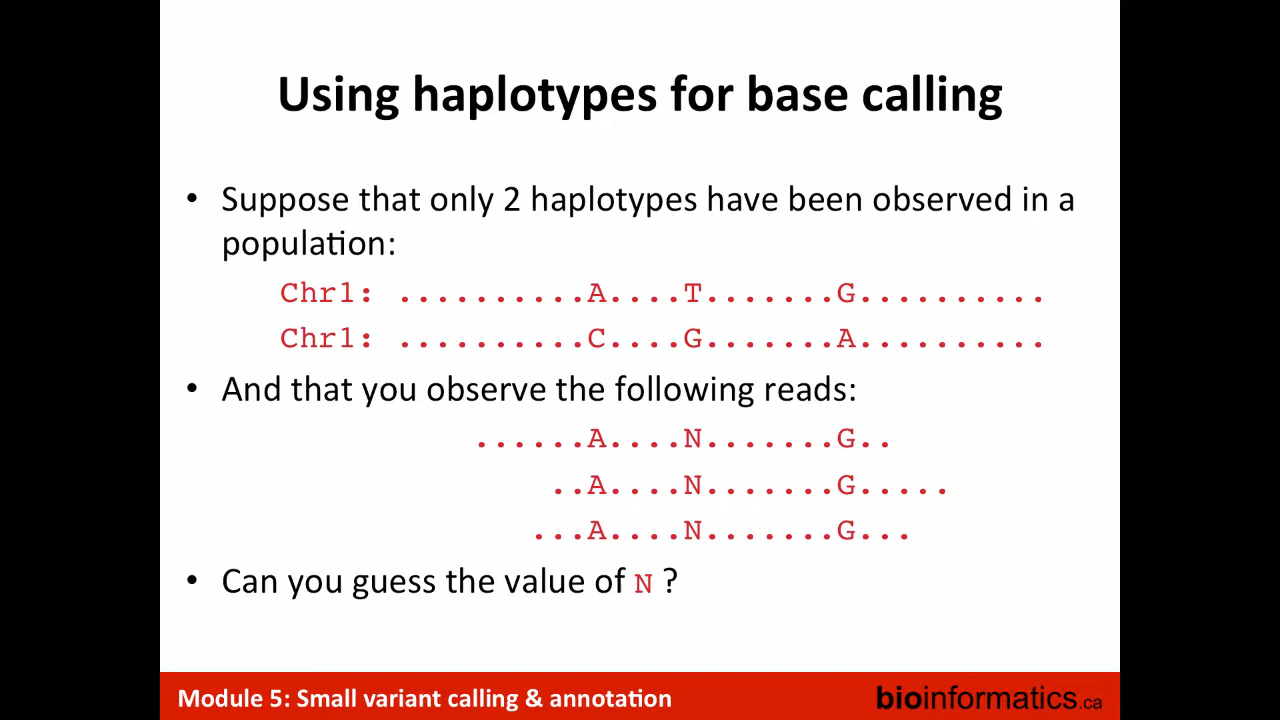 Using haplotypes for base calling
• Suppose that only 2 haplotypes have been observed in a
population:
Chr1: ..........A....T.......G..........
Chr1: ..........C....G.......A..........
• And that you observe the following reads:
......A....N.......G..
..A....N.......G.....
...A....N.......G...
• Can you guess the value of N ?
Module 5: Small variant calling & annotation
bioinformatics.ca